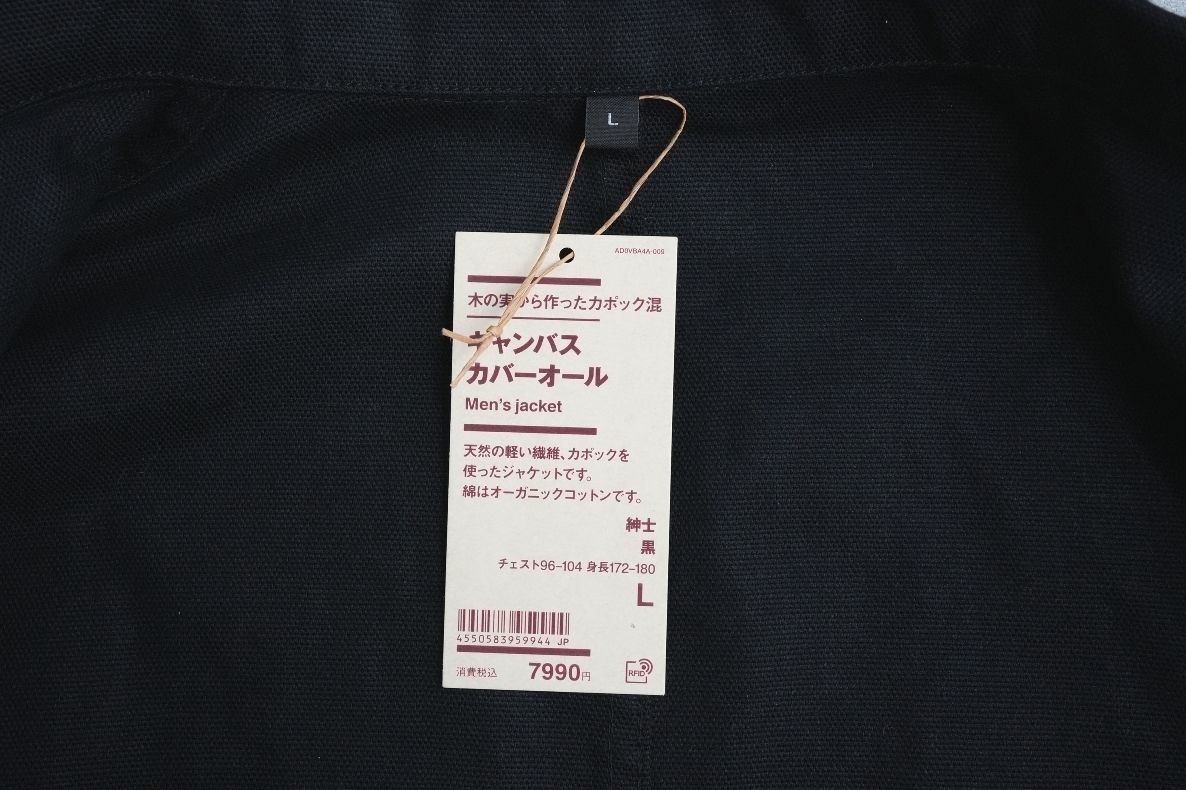 L
AD0VBA4A-009
木の実から作ったカポック混
キャンバス
カバーオール
Men's jacket
天然の軽い繊維、カポックを
使ったジャケットです。
綿はオーガニックコットンです。
紳士
黒
チェスト96-104 身長172-180
L
4550583959944 JP
消費税込 7990円
RFID